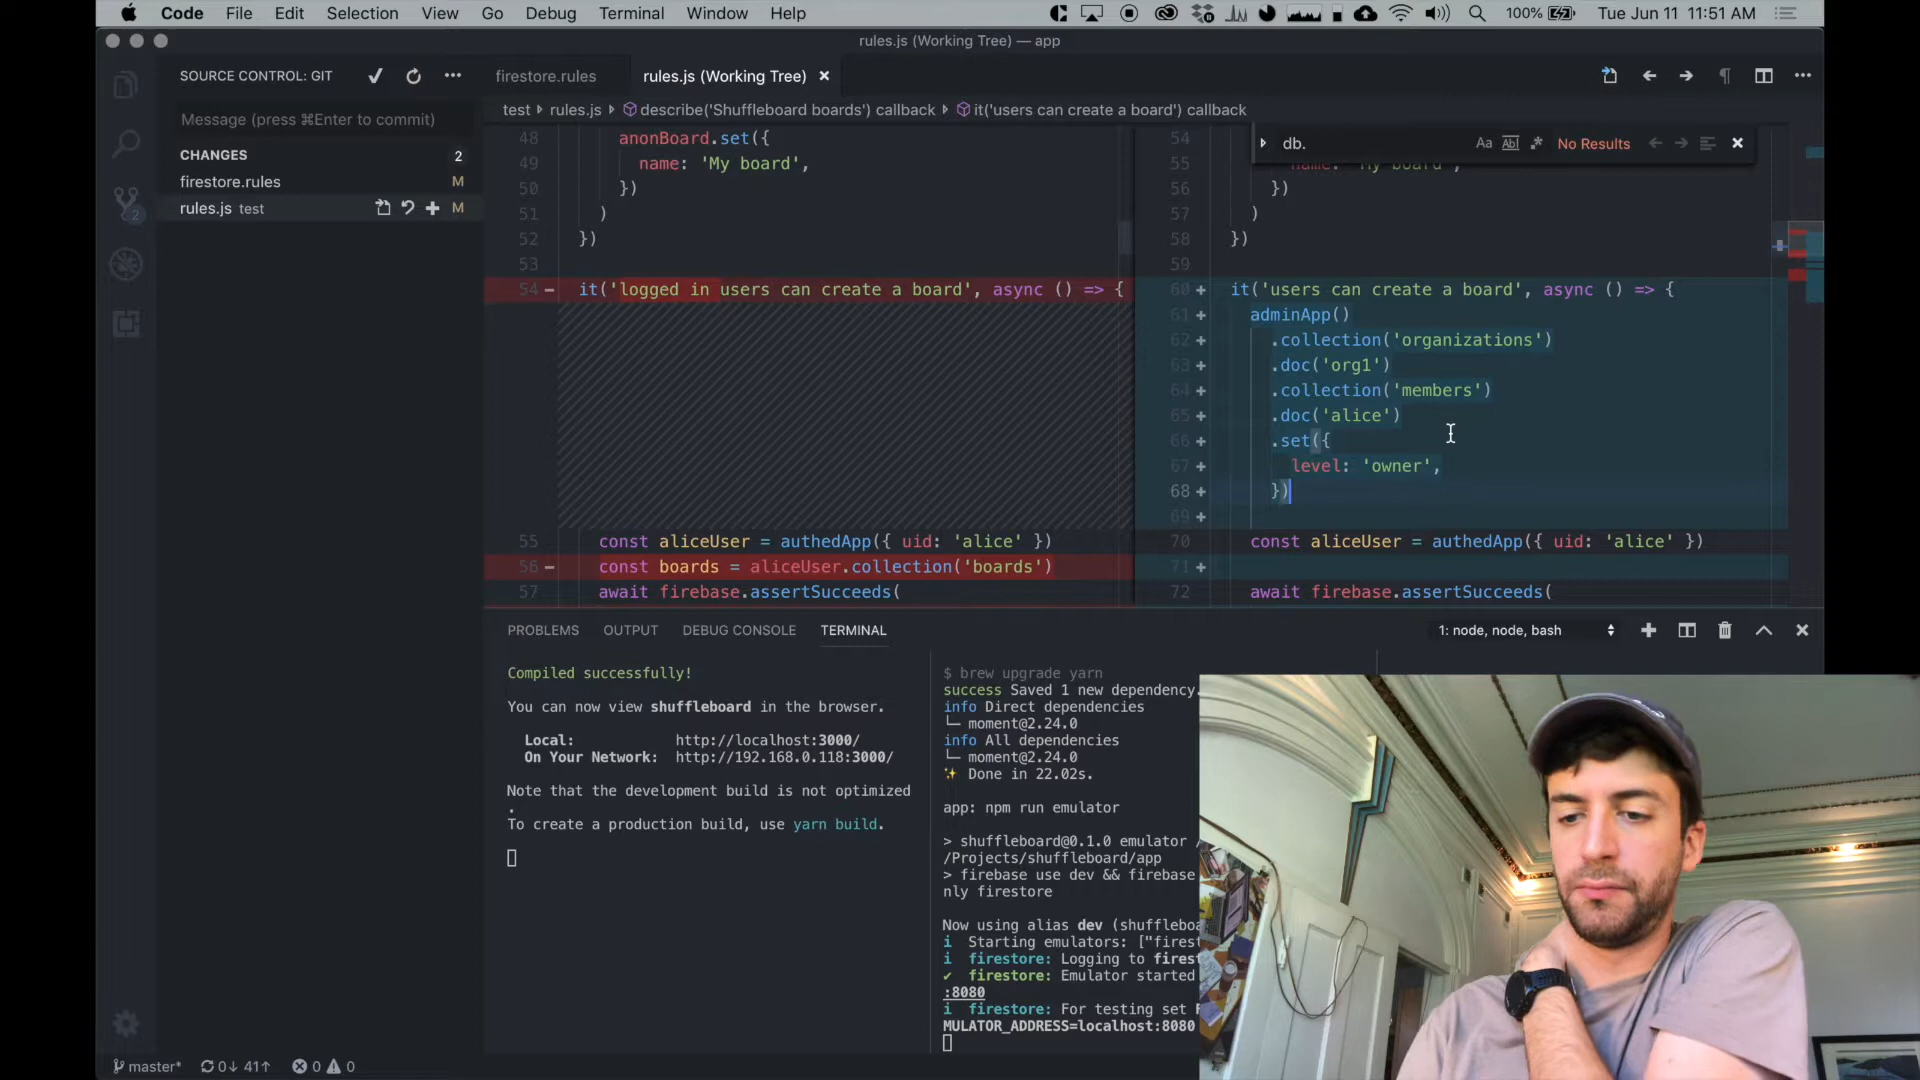 Code File Edit Selection View Go Debug Terminal Window Help 100% Tue Jun 11 11:51 AM
rules.js (Working Tree) — app
SOURCE CONTROL: GIT
firestore.rules rules.js (Working Tree)
Message (press ⌘Enter to commit)
CHANGES 2
firestore.rules M
rules.js test M
test rules.js describe('Shuffleboard boards') callback it('users can create a board') callback
db. Aa Abl .* No Results
48 anonBoard.set({
49 name: 'My board',
50 })
51 )
52 })
53
54 − it('logged in users can create a board', async () => {
55 const aliceUser = authedApp({ uid: 'alice' })
56 − const boards = aliceUser.collection('boards')
57 await firebase.assertSucceeds(
54
55 name: 'My board',
56 })
57 )
58 })
59
60 + it('users can create a board', async () => {
61 + adminApp()
62 + .collection('organizations')
63 + .doc('org1')
64 + .collection('members')
65 + .doc('alice')
66 + .set({
67 + level: 'owner',
68 + })
69 +
70 const aliceUser = authedApp({ uid: 'alice' })
71 +
72 await firebase.assertSucceeds(
PROBLEMS OUTPUT DEBUG CONSOLE TERMINAL 1: node, node, bash
Compiled successfully!
You can now view shuffleboard in the browser.
Local: http://localhost:3000/
On Your Network: http://192.168.0.118:3000/
Note that the development build is not optimized
.
To create a production build, use yarn build.
$ brew upgrade yarn
success Saved 1 new dependency.
info Direct dependencies
└─ moment@2.24.0
info All dependencies
└─ moment@2.24.0
✨ Done in 22.02s.
app: npm run emulator
> shuffleboard@0.1.0 emulator
/Projects/shuffleboard/app
> firebase use dev && firebase
nly firestore
Now using alias dev (shufflebo
i Starting emulators: ["firest
i firestore: Logging to firest
✔ firestore: Emulator started
:8080
i firestore: For testing set
MULATOR_ADDRESS=localhost:8080
master* 0↓ 41↑ 0 0